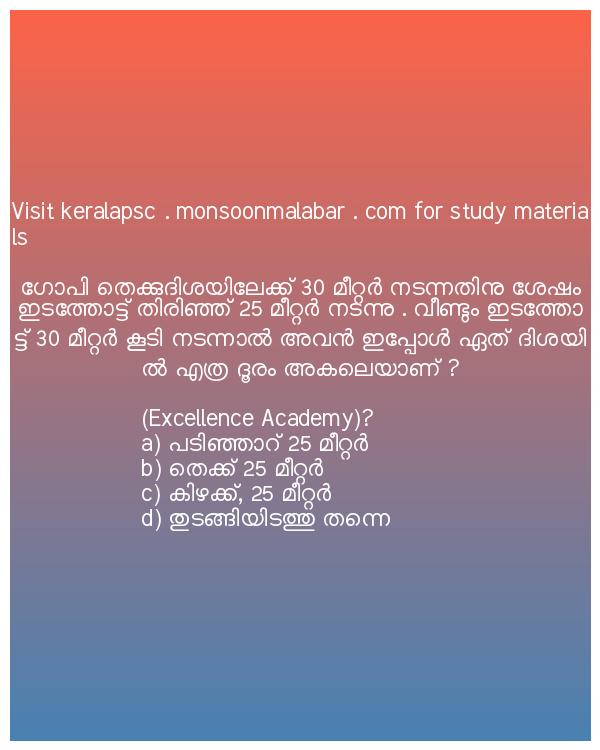 Visit keralapsc . monsoonmalabar . com for study materia
ls
ഗോപി തെക്കുദിശയിലേക്ക് 30 മീറ്റർ നടന്നതിനു ശേഷം
ഇടത്തോട്ട് തിരിഞ്ഞ് 25 മീറ്റർ നടന്നു . വീണ്ടും ഇടത്തോ
ട്ട് 30 മീറ്റർ കൂടി നടന്നാൽ അവൻ ഇപ്പോൾ ഏത് ദിശയി
ൽ എത്ര ദൂരം അകലെയാണ് ?
(Excellence Academy)?
a) പടിഞ്ഞാറ് 25 മീറ്റർ
b) തെക്ക് 25 മീറ്റർ
c) കിഴക്ക്, 25 മീറ്റർ
d) തുടങ്ങിയിടത്തു തന്നെ